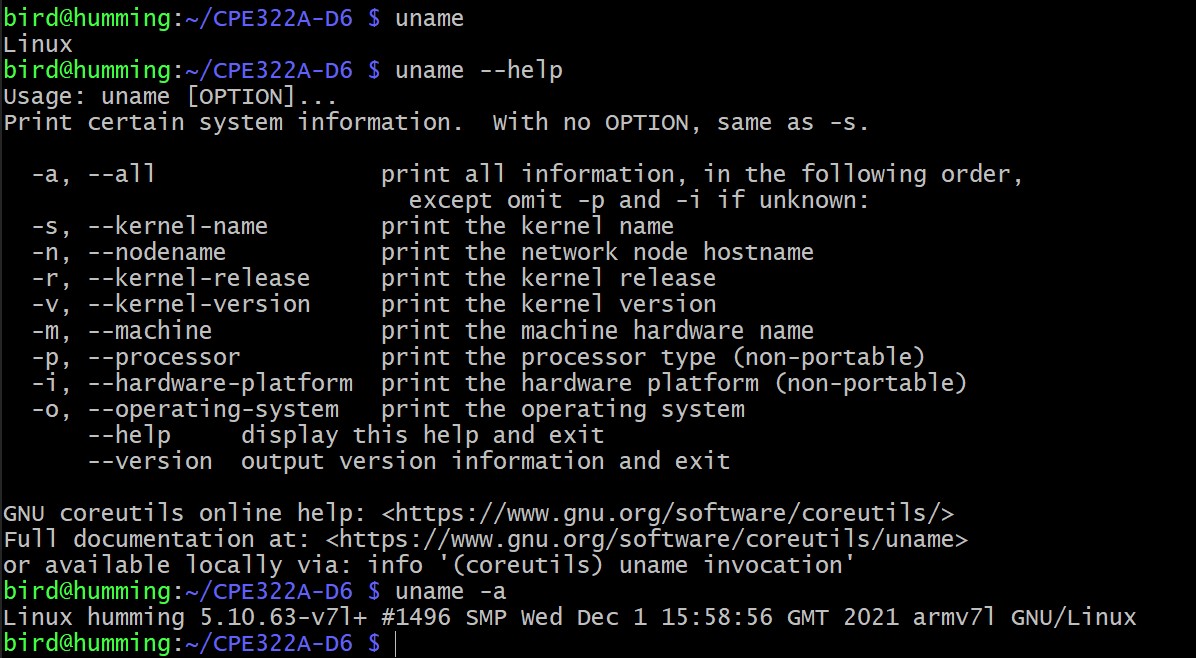 bird@humming:~/CPE322A-D6 $ uname
Linux
bird@humming:~/CPE322A-D6 $ uname --help
Usage: uname [OPTION]...
Print certain system information.  With no OPTION, same as -s.

  -a, --all                print all information, in the following order,
                             except omit -p and -i if unknown:
  -s, --kernel-name        print the kernel name
  -n, --nodename           print the network node hostname
  -r, --kernel-release     print the kernel release
  -v, --kernel-version     print the kernel version
  -m, --machine            print the machine hardware name
  -p, --processor          print the processor type (non-portable)
  -i, --hardware-platform  print the hardware platform (non-portable)
  -o, --operating-system   print the operating system
      --help     display this help and exit
      --version  output version information and exit

GNU coreutils online help: <https://www.gnu.org/software/coreutils/>
Full documentation at: <https://www.gnu.org/software/coreutils/uname>
or available locally via: info '(coreutils) uname invocation'
bird@humming:~/CPE322A-D6 $ uname -a
Linux humming 5.10.63-v7l+ #1496 SMP Wed Dec 1 15:58:56 GMT 2021 armv7l GNU/Linux
bird@humming:~/CPE322A-D6 $